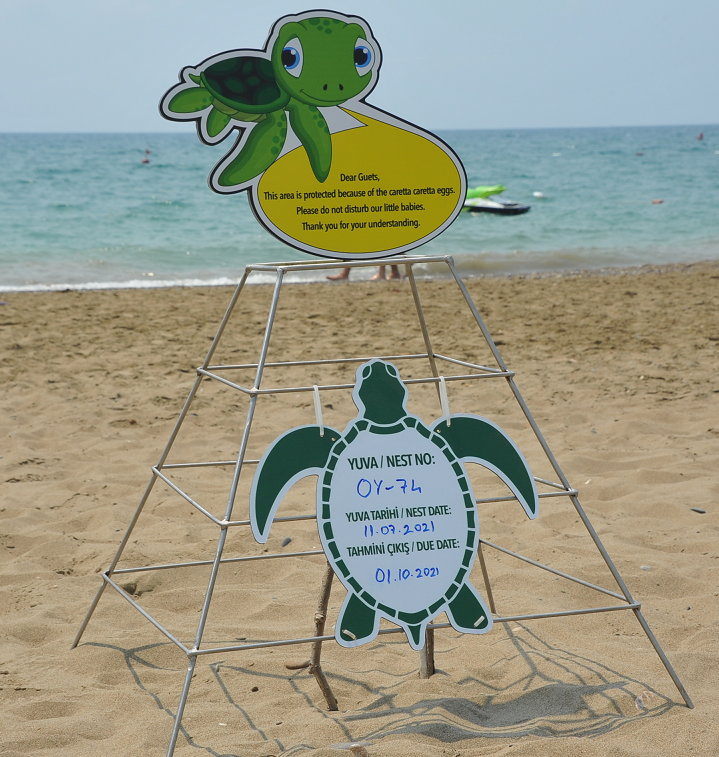 Dear Guets,
This area is protected because of the caretta caretta eggs.
Please do not disturb our little babies.
Thank you for your understanding.
YUVA / NEST NO:
OY-74
YUVA TARİHİ / NEST DATE:
11.07.2021
TAHMİNİ ÇIKIŞ / DUE DATE:
01.10.2021